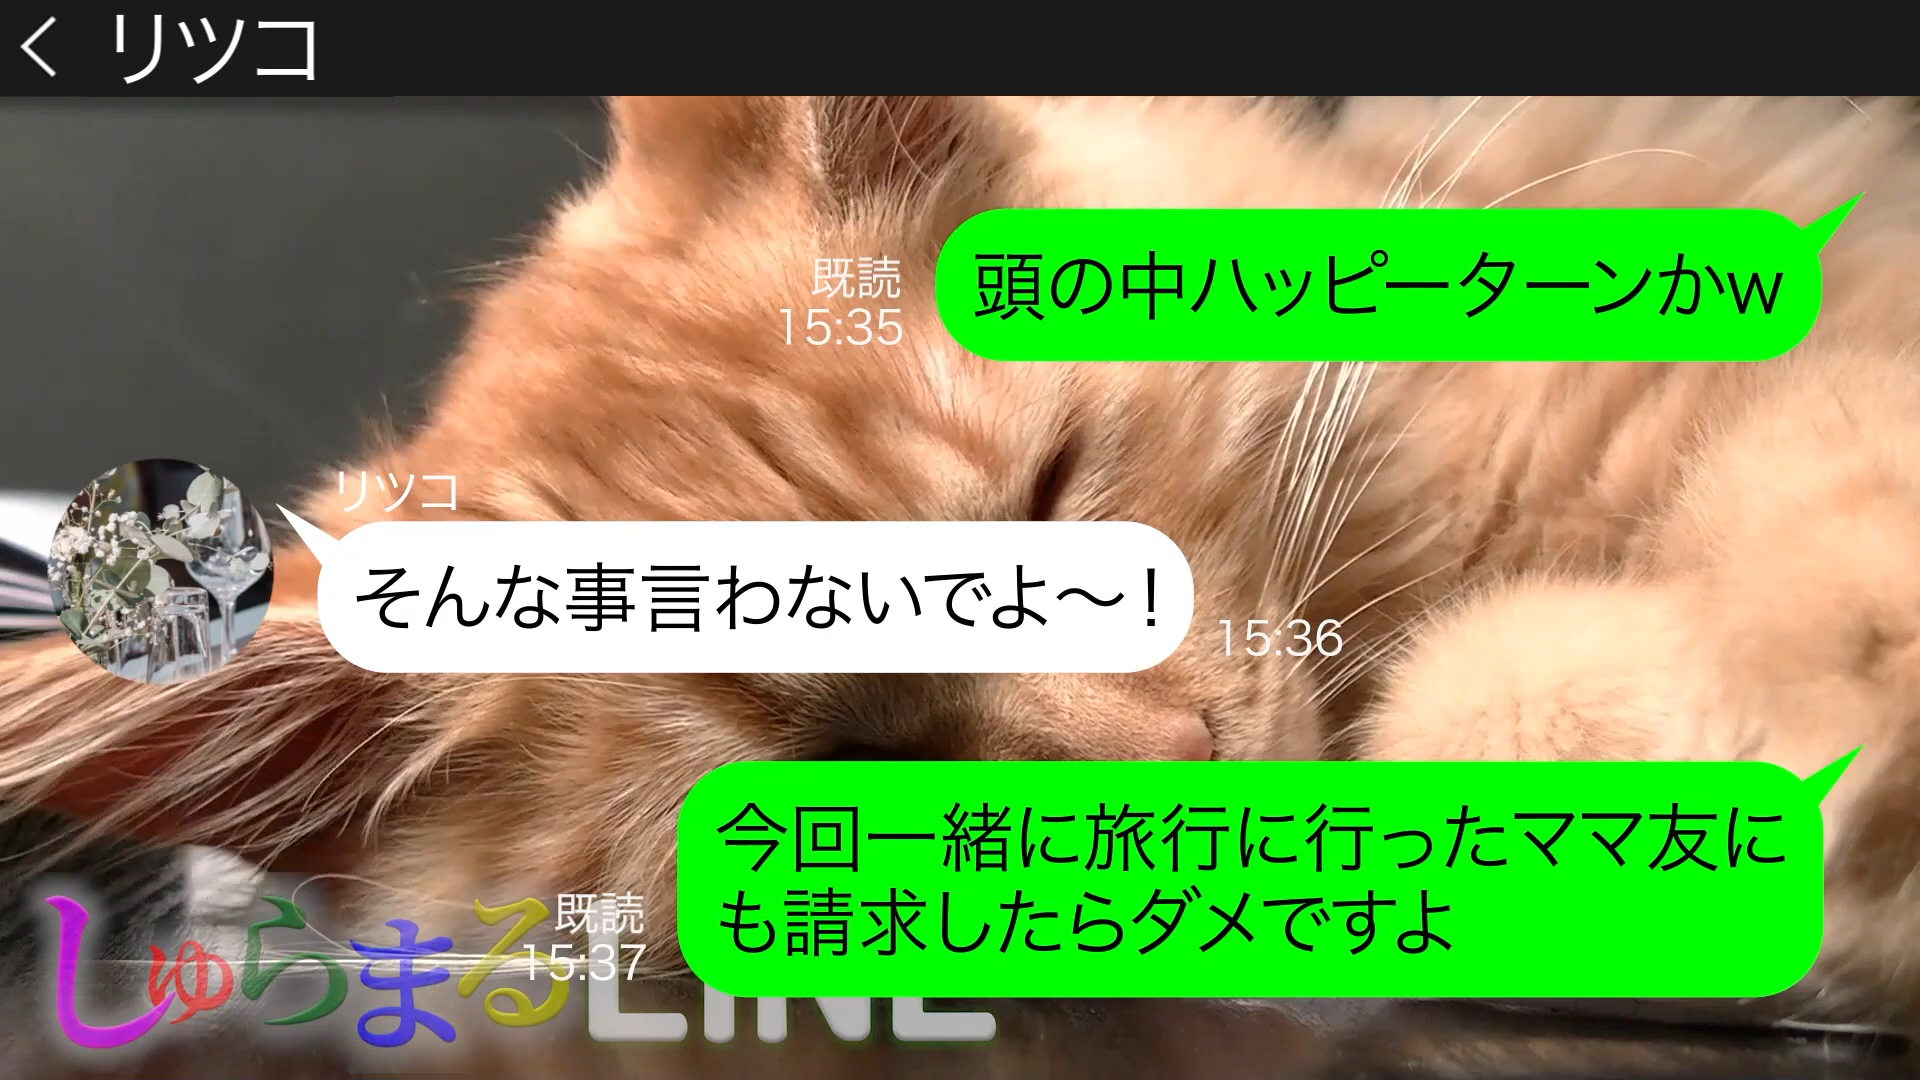 リツコ
頭の中ハッピーターンかw
既読
15:35
リツコ
そんな事言わないでよ～！
15:36
今回一緒に旅行に行ったママ友に
も請求したらダメですよ
既読
15:37
しゅらまるLINE